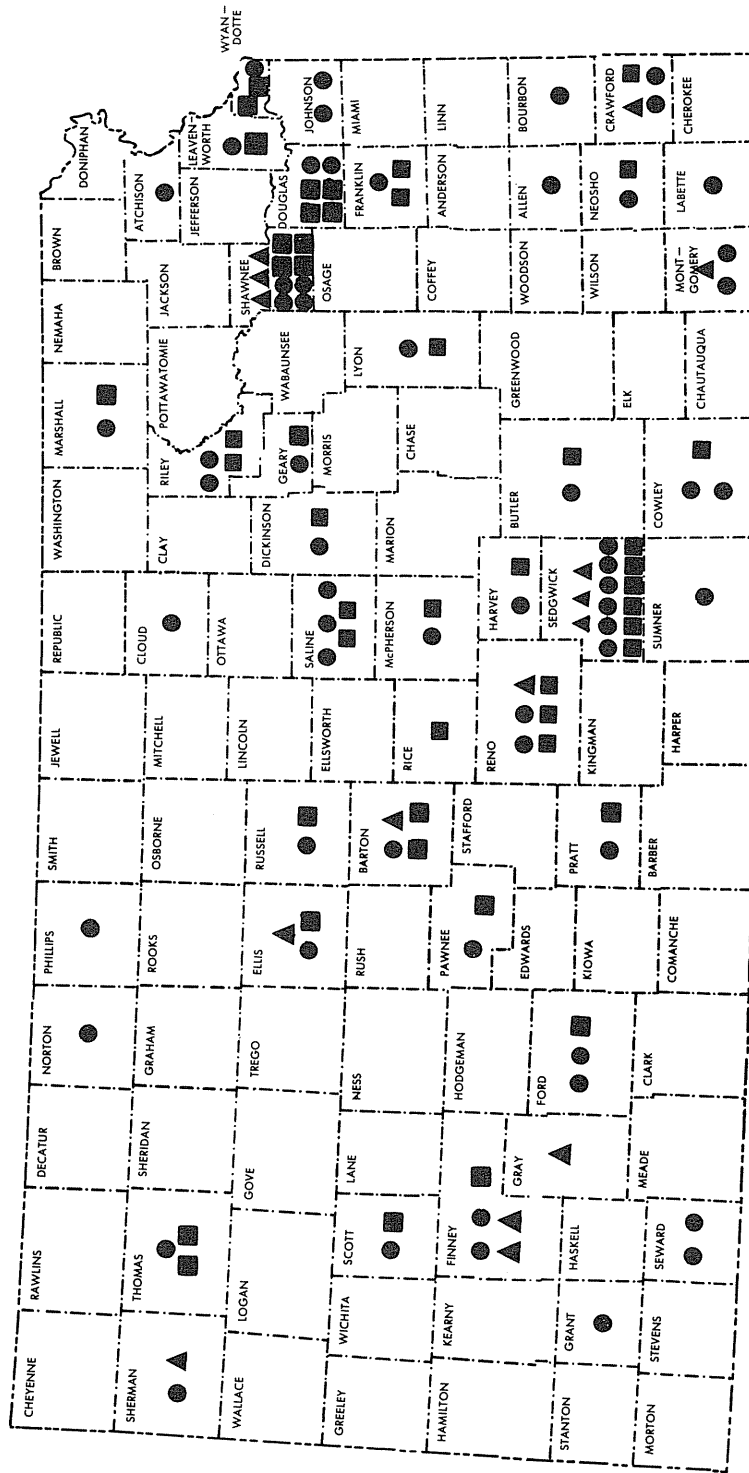 CHEYENNE
RAWLINS
DECATUR
NORTON
PHILLIPS
SMITH
JEWELL
REPUBLIC
WASHINGTON
MARSHALL
NEMAHA
BROWN
DONIPHAN
SHERMAN
THOMAS
SHERIDAN
GRAHAM
ROOKS
OSBORNE
MITCHELL
CLOUD
CLAY
RILEY
POTTAWATOMIE
JACKSON
ATCHISON
JEFFERSON
LEAVEN-
WORTH
WYAN-
DOTTE
WALLACE
LOGAN
GOVE
TREGO
ELLIS
RUSSELL
LINCOLN
OTTAWA
SALINE
DICKINSON
GEARY
MORRIS
WABAUNSEE
SHAWNEE
OSAGE
DOUGLAS
JOHNSON
GREELEY
WICHITA
SCOTT
LANE
NESS
RUSH
BARTON
ELLSWORTH
RICE
McPHERSON
MARION
CHASE
LYON
COFFEY
FRANKLIN
ANDERSON
MIAMI
LINN
HAMILTON
KEARNY
FINNEY
GRAY
HODGEMAN
FORD
PAWNEE
EDWARDS
STAFFORD
RENO
HARVEY
SEDGWICK
BUTLER
GREENWOOD
WOODSON
ALLEN
BOURBON
STANTON
GRANT
HASKELL
KIOWA
PRATT
KINGMAN
ELK
WILSON
NEOSHO
CRAWFORD
MORTON
STEVENS
SEWARD
MEADE
CLARK
COMANCHE
BARBER
HARPER
SUMNER
COWLEY
CHAUTAUQUA
MONT-
GOMERY
LABETTE
CHEROKEE